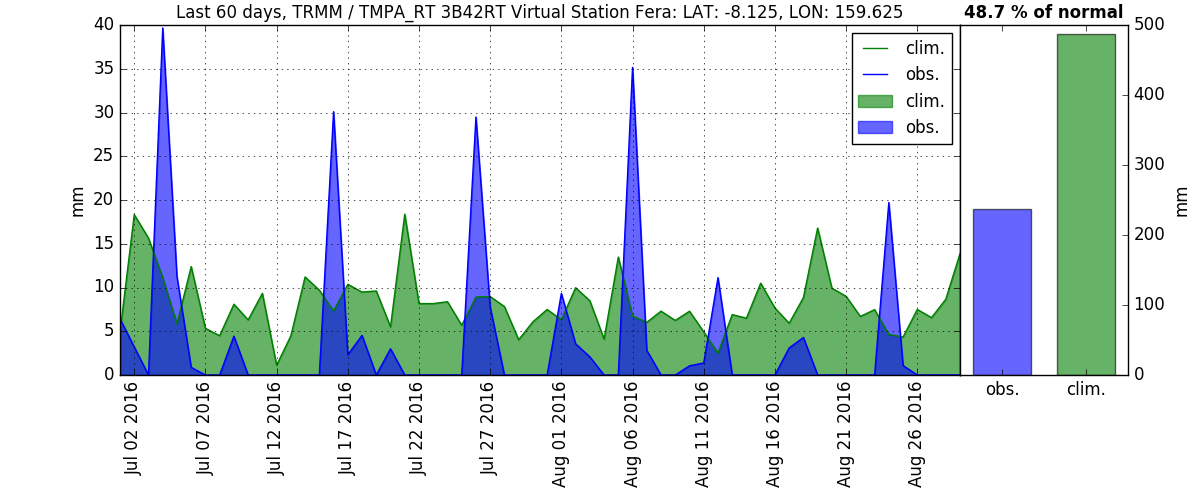 Last 60 days, TRMM / TMPA_RT 3B42RT Virtual Station Fera: LAT: -8.125, LON: 159.625
48.7 % of normal
40
35
30
25
20
15
10
5
0
mm
clim.
obs.
clim.
obs.
500
400
300
200
100
0
mm
obs.
clim.
Jul 02 2016
Jul 07 2016
Jul 12 2016
Jul 17 2016
Jul 22 2016
Jul 27 2016
Aug 01 2016
Aug 06 2016
Aug 11 2016
Aug 16 2016
Aug 21 2016
Aug 26 2016